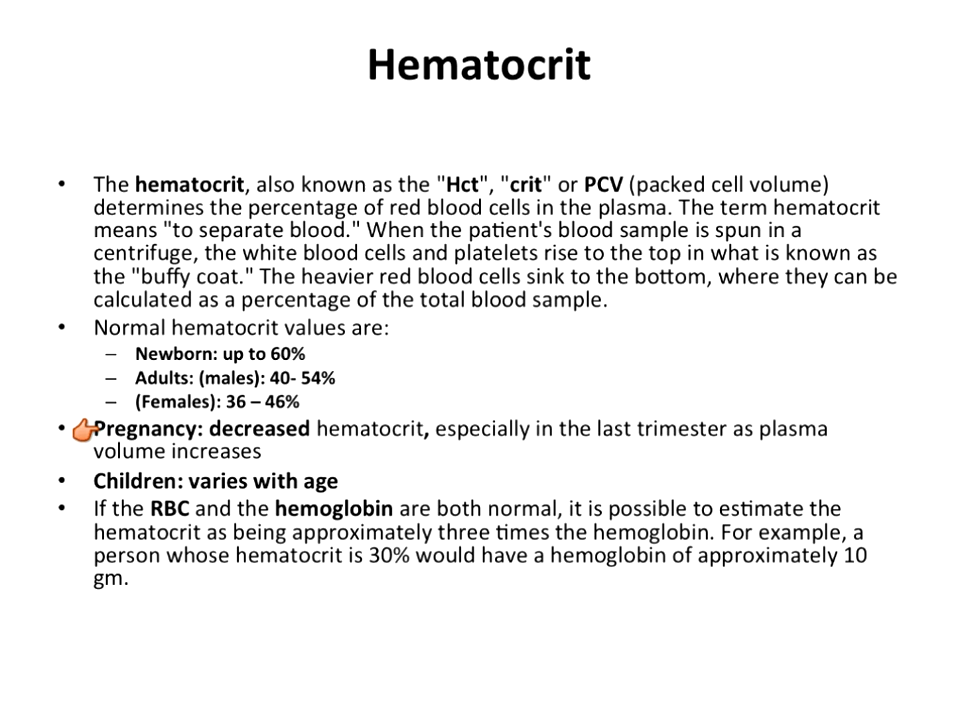 Hematocrit
• The hematocrit, also known as the "Hct", "crit" or PCV (packed cell volume)
determines the percentage of red blood cells in the plasma. The term hematocrit
means "to separate blood." When the patient's blood sample is spun in a
centrifuge, the white blood cells and platelets rise to the top in what is known as
the "buffy coat." The heavier red blood cells sink to the bottom, where they can be
calculated as a percentage of the total blood sample.
• Normal hematocrit values are:
– Newborn: up to 60%
– Adults: (males): 40- 54%
– (Females): 36 – 46%
• Pregnancy: decreased hematocrit, especially in the last trimester as plasma
volume increases
• Children: varies with age
• If the RBC and the hemoglobin are both normal, it is possible to estimate the
hematocrit as being approximately three times the hemoglobin. For example, a
person whose hematocrit is 30% would have a hemoglobin of approximately 10
gm.